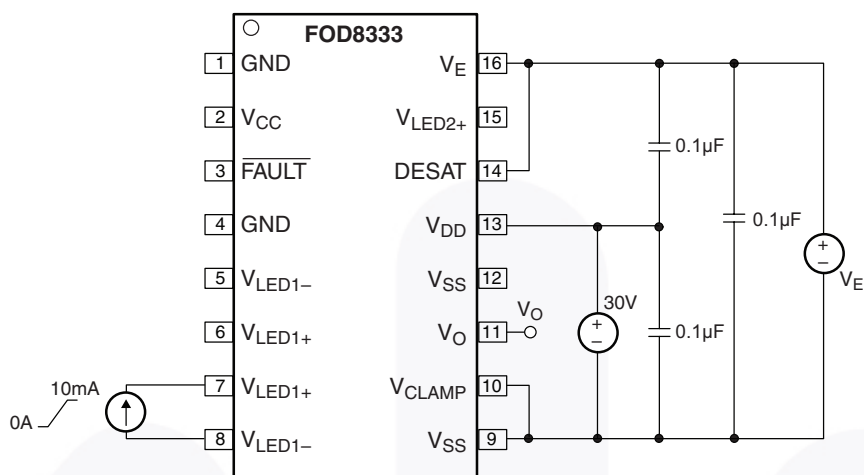 FOD8333
1 GND
2 VCC
3 FAULT
4 GND
5 VLED1–
6 VLED1+
7 VLED1+
8 VLED1–
VE 16
VLED2+ 15
DESAT 14
VDD 13
VSS 12
VO 11
VCLAMP 10
VSS 9
0A
10mA
VO
30V
0.1µF
0.1µF
0.1µF
+
–
+
–
VE